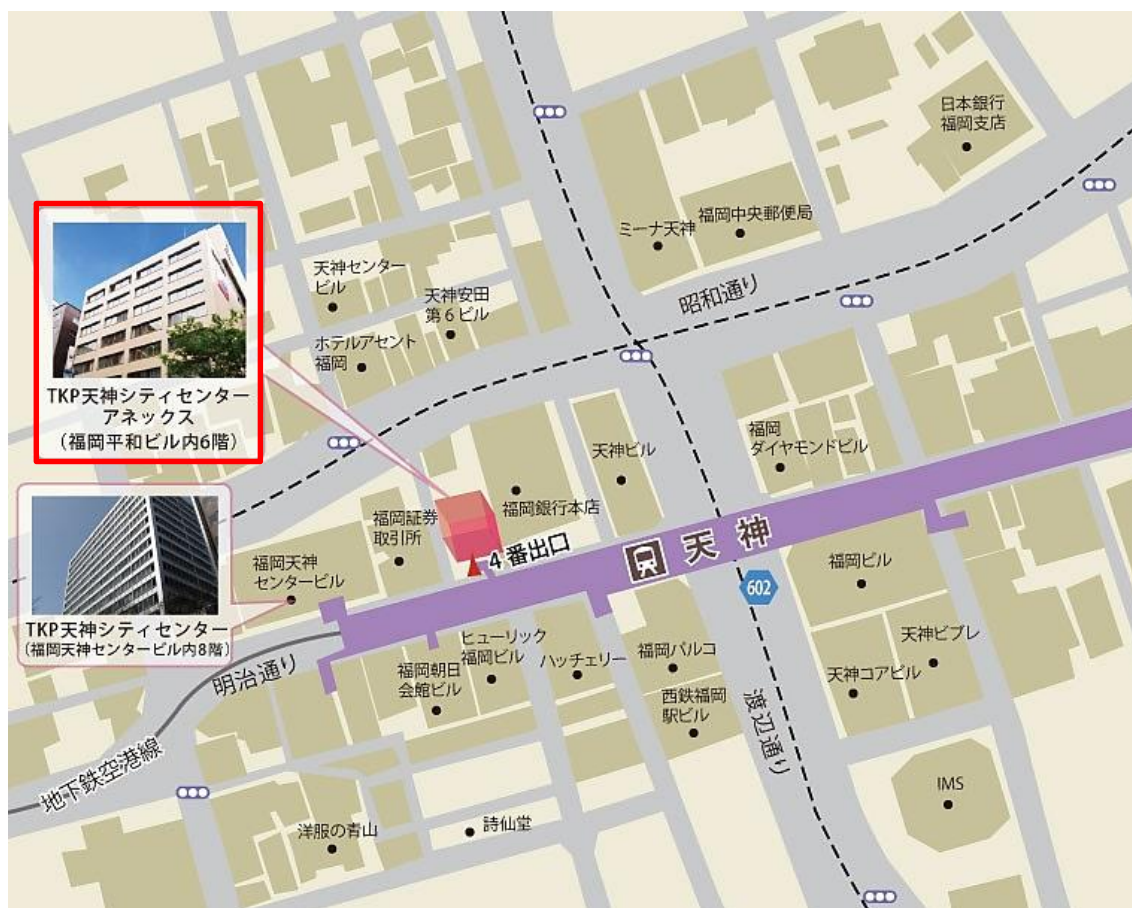 日本銀行
福岡支店
福岡中央郵便局
ミーナ天神
昭和通り
天神センター
ビル
天神安田
第6ビル
ホテルアセント
福岡
TKP天神シティセンター
アネックス
（福岡平和ビル内6階）
福岡
ダイヤモンドビル
天神ビル
福岡銀行本店
福岡証券
取引所
4番出口
天神
福岡天神
センタービル
TKP天神シティセンター
（福岡天神センタービル内8階）
602
福岡ビル
明治通り
ヒューリック
福岡ビル
ハッチェリー
福岡パルコ
天神ビブレ
天神コアビル
福岡朝日
会館ビル
西鉄福岡
駅ビル
渡辺通り
地下鉄空港線
IMS
洋服の青山
詩仙堂